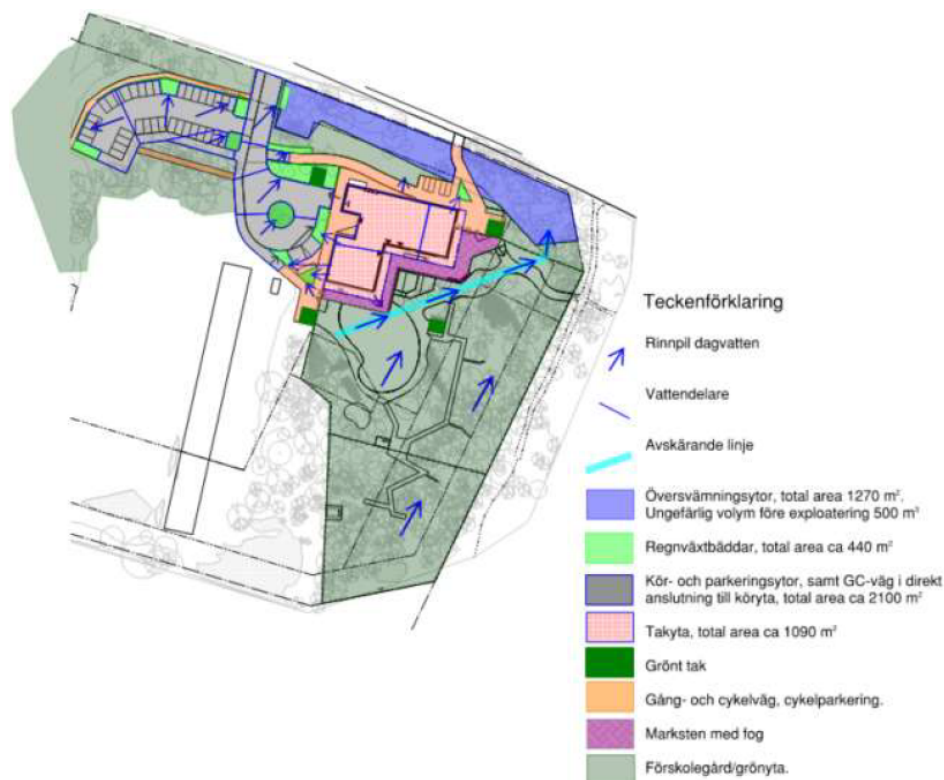 Teckenförklaring
Rinnpil dagvatten
Vattendelare
Avskärande linje
Översvämningsytor, total area 1270 m².
Ungefärlig volym före exploatering 500 m³
Regnväxtbäddar, total area ca 440 m²
Kör- och parkeringsytor, samt GC-väg i direkt
anslutning till köryta, total area ca 2100 m²
Takyta, total area ca 1090 m²
Grönt tak
Gång- och cykelväg, cykelparkering.
Marksten med fog
Förskolegård/grönyta.